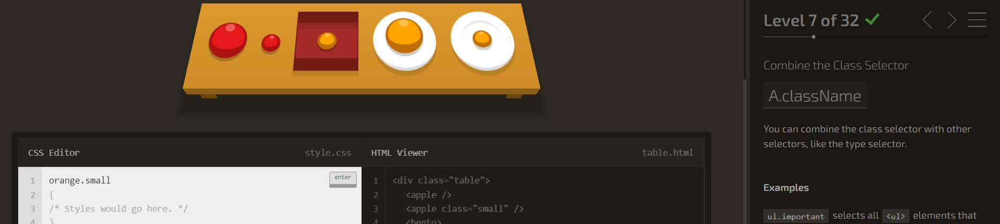 Level 7 of 32
Combine the Class Selector
A.className
You can combine the class selector with other
selectors, like the type selector.
Examples
ul.important selects all <ul> elements that
CSS Editor style.css
1 orange.small
enter
2 {
3 /* Styles would go here. */
4 }
HTML Viewer table.html
1 <div class="table">
2 <apple />
3 <apple class="small" />
4 <bento>